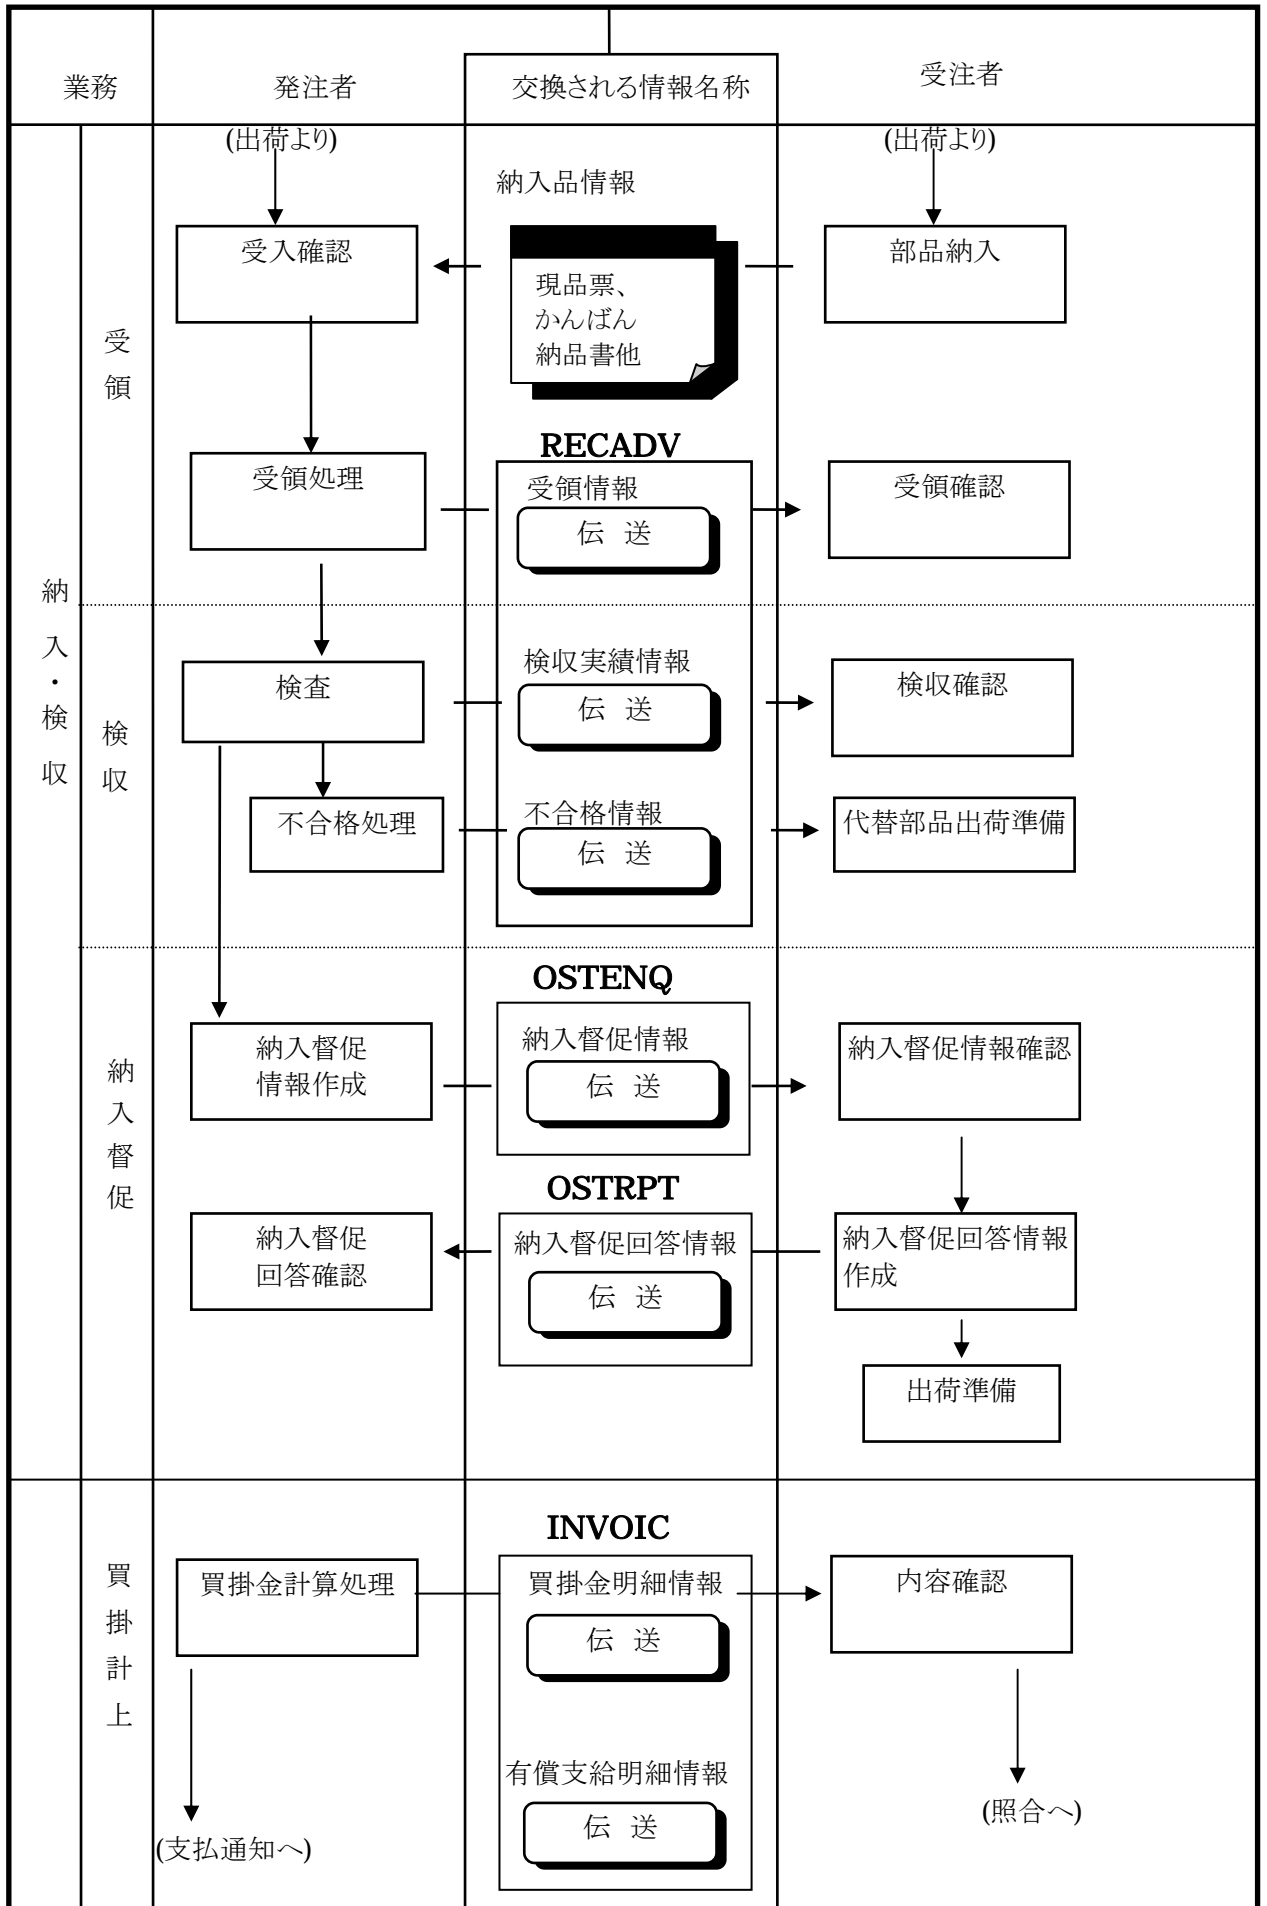 業務
発注者
交換される情報名称
受注者
(出荷より)
(出荷より)
納入品情報
受入確認
部品納入
現品票、
かんばん
納品書他
受領
RECADV
受領処理
受領情報
伝 送
受領確認
納入・検収
検収
検査
検収実績情報
伝 送
検収確認
不合格処理
不合格情報
伝 送
代替部品出荷準備
納入督促
OSTENQ
納入督促
情報作成
納入督促情報
伝 送
納入督促情報確認
OSTRPT
納入督促
回答確認
納入督促回答情報
伝 送
納入督促回答情報
作成
出荷準備
買掛計上
INVOIC
買掛金計算処理
買掛金明細情報
伝 送
内容確認
有償支給明細情報
伝 送
(照合へ)
(支払通知へ)